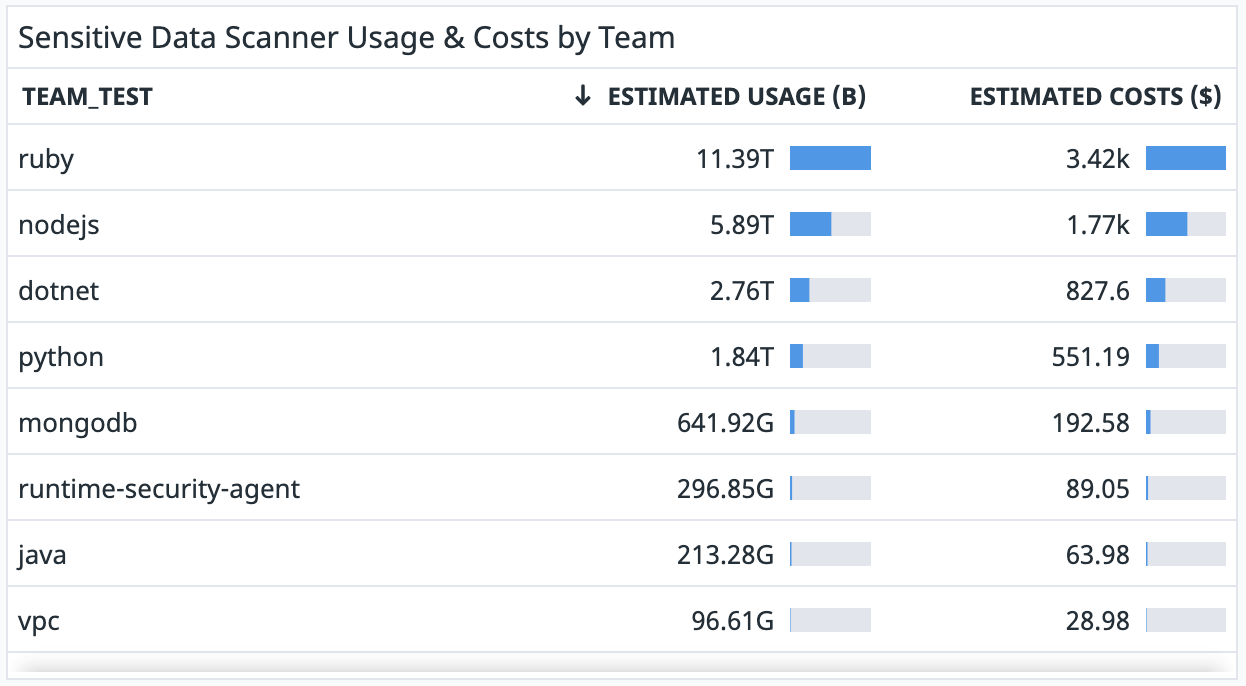 Sensitive Data Scanner Usage & Costs by Team
TEAM_TEST ↓ ESTIMATED USAGE (B) ESTIMATED COSTS ($)
ruby 11.39T 3.42k
nodejs 5.89T 1.77k
dotnet 2.76T 827.6
python 1.84T 551.19
mongodb 641.92G 192.58
runtime-security-agent 296.85G 89.05
java 213.28G 63.98
vpc 96.61G 28.98